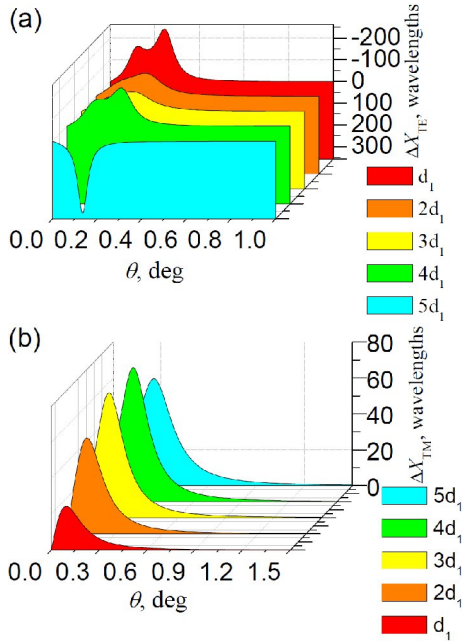 (a)
-200
-100
0
100
200
300
ΔX_TE, wavelengths
d₁
2d₁
3d₁
4d₁
5d₁
0.0 0.2 0.4 0.6 0.8 1.0
θ, deg
(b)
80
60
40
20
0
ΔX_TM, wavelengths
5d₁
4d₁
3d₁
2d₁
d₁
0.0 0.3 0.6 0.9 1.2 1.5
θ, deg